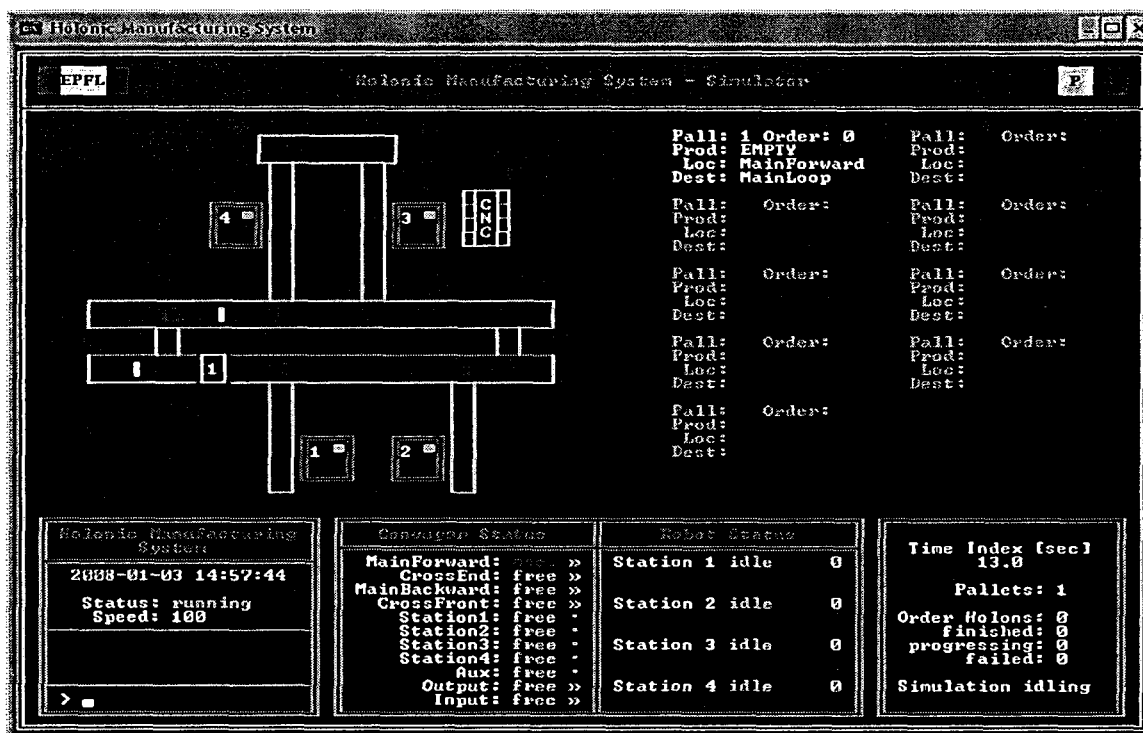 Holonic Manufacturing System
EPFL
Holonic Manufacturing System - Simulator
P
Pall: 1 Order: 0
Prod: EMPTY
Loc: MainForward
Dest: MainLoop
Pall: Order:
Prod:
Loc:
Dest:
Pall: Order:
Prod:
Loc:
Dest:
Pall: Order:
Prod:
Loc:
Dest:
Pall: Order:
Prod:
Loc:
Dest:
Pall: Order:
Prod:
Loc:
Dest:
Pall: Order:
Prod:
Loc:
Dest:
Pall: Order:
Prod:
Loc:
Dest:
Pall: Order:
Prod:
Loc:
Dest:
4
3
CNC
1
1
2
Holonic Manufacturing
System
2008-01-03 14:57:44
Status: running
Speed: 100
>
Conveyor Status
MainForward: »
CrossEnd: free »
MainBackward: free »
CrossFront: free »
Station1: free -
Station2: free -
Station3: free -
Station4: free -
Aux: free -
Output: free »
Input: free »
Robot Status
Station 1 idle 0
Station 2 idle 0
Station 3 idle 0
Station 4 idle 0
Time Index [sec]
13.0
Pallets: 1
Order Holons: 0
finished: 0
progressing: 0
failed: 0
Simulation idling